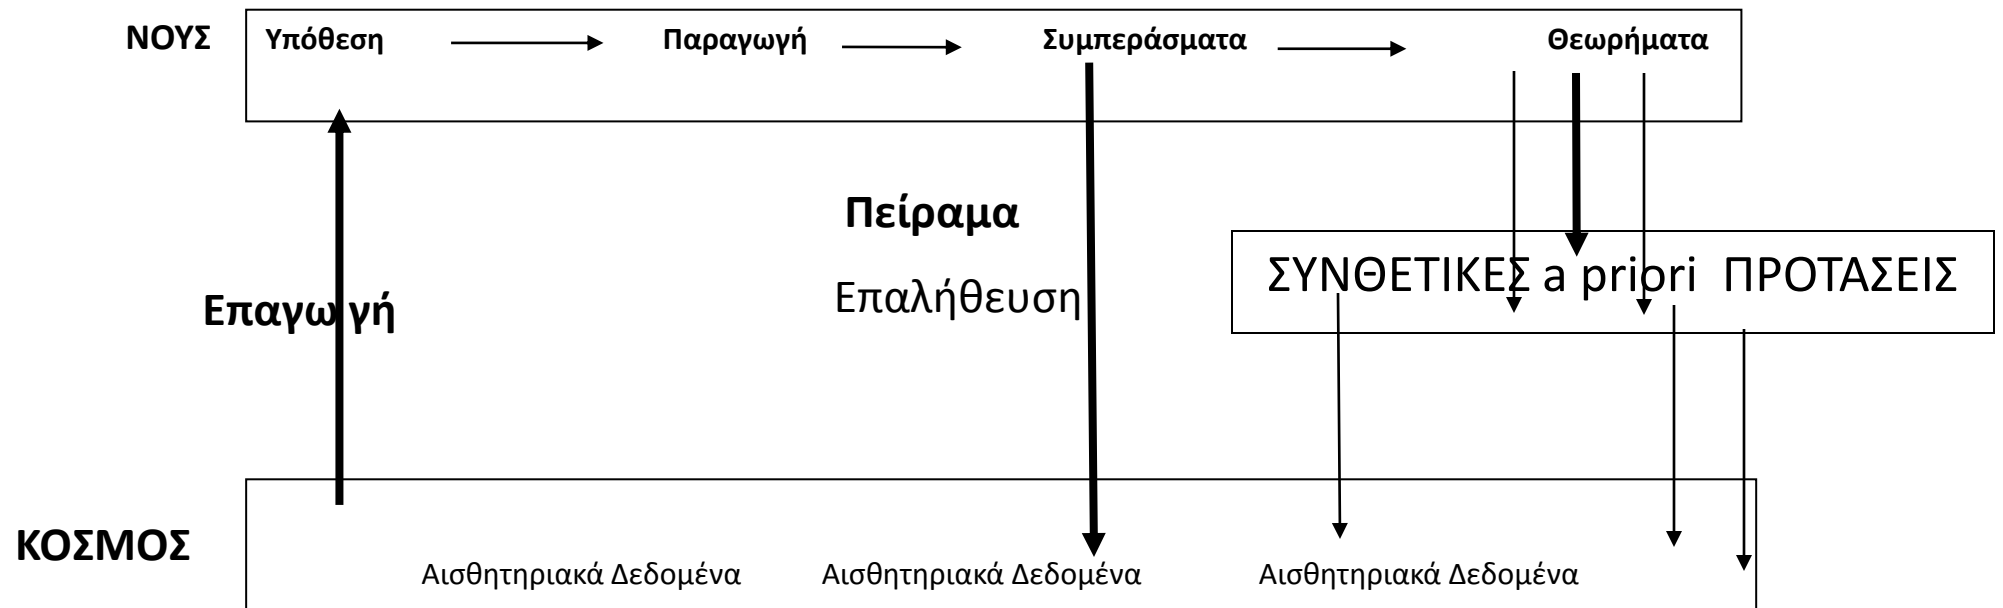 ΝΟΥΣ Υπόθεση Παραγωγή Συμπεράσματα Θεωρήματα
Πείραμα
ΣΥΝΘΕΤΙΚΕΣ a priori ΠΡΟΤΑΣΕΙΣ
Επαλήθευση
Επαγωγή
ΚΟΣΜΟΣ
Αισθητηριακά Δεδομένα Αισθητηριακά Δεδομένα Αισθητηριακά Δεδομένα